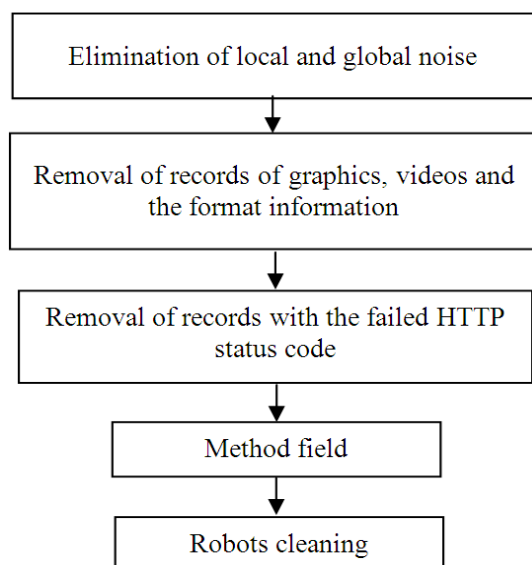 Elimination of local and global noise
Removal of records of graphics, videos and
the format information
Removal of records with the failed HTTP
status code
Method field
Robots cleaning